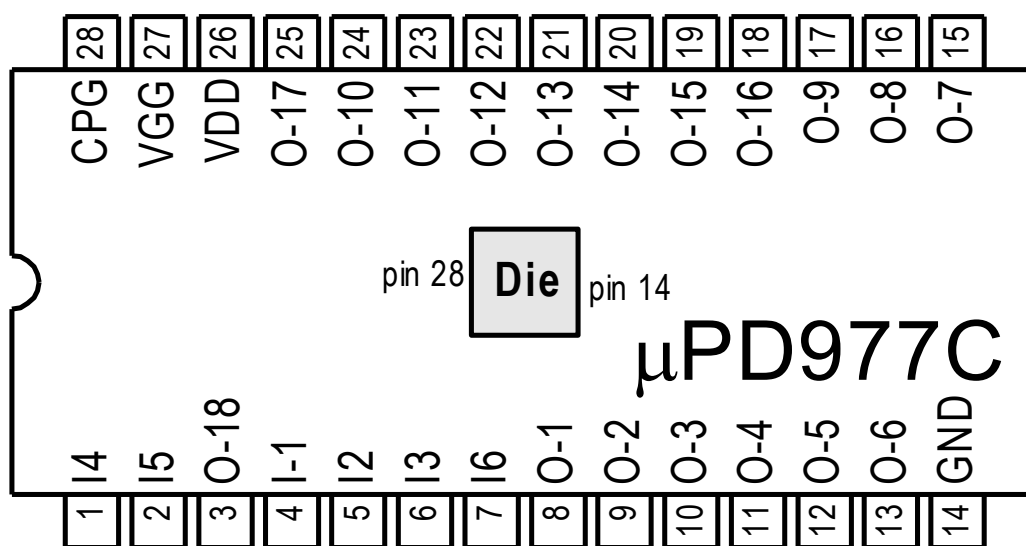 28 27 26 25 24 23 22 21 20 19 18 17 16 15
CPG VGG VDD O-17 O-10 O-11 O-12 O-13 O-14 O-15 O-16 O-9 O-8 O-7
pin 28 Die pin 14
μPD977C
I4 I5 O-18 I-1 I2 I3 I6 O-1 O-2 O-3 O-4 O-5 O-6 GND
1 2 3 4 5 6 7 8 9 10 11 12 13 14